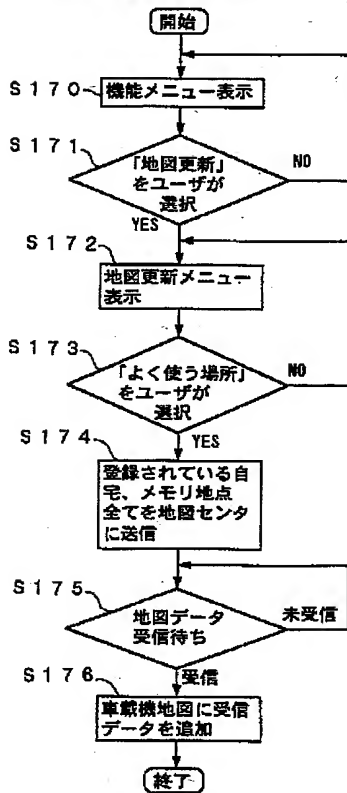 開始
S170
機能メニュー表示
S171
「地図更新」
をユーザが
選択
NO
YES
S172
地図更新メニュー
表示
S173
「よく使う場所」
をユーザが
選択
NO
YES
S174
登録されている自
宅、メモリ地点
全てを地図センタ
に送信
S175
地図データ
受信待ち
未受信
受信
S176
車載機地図に受信
データを追加
終了